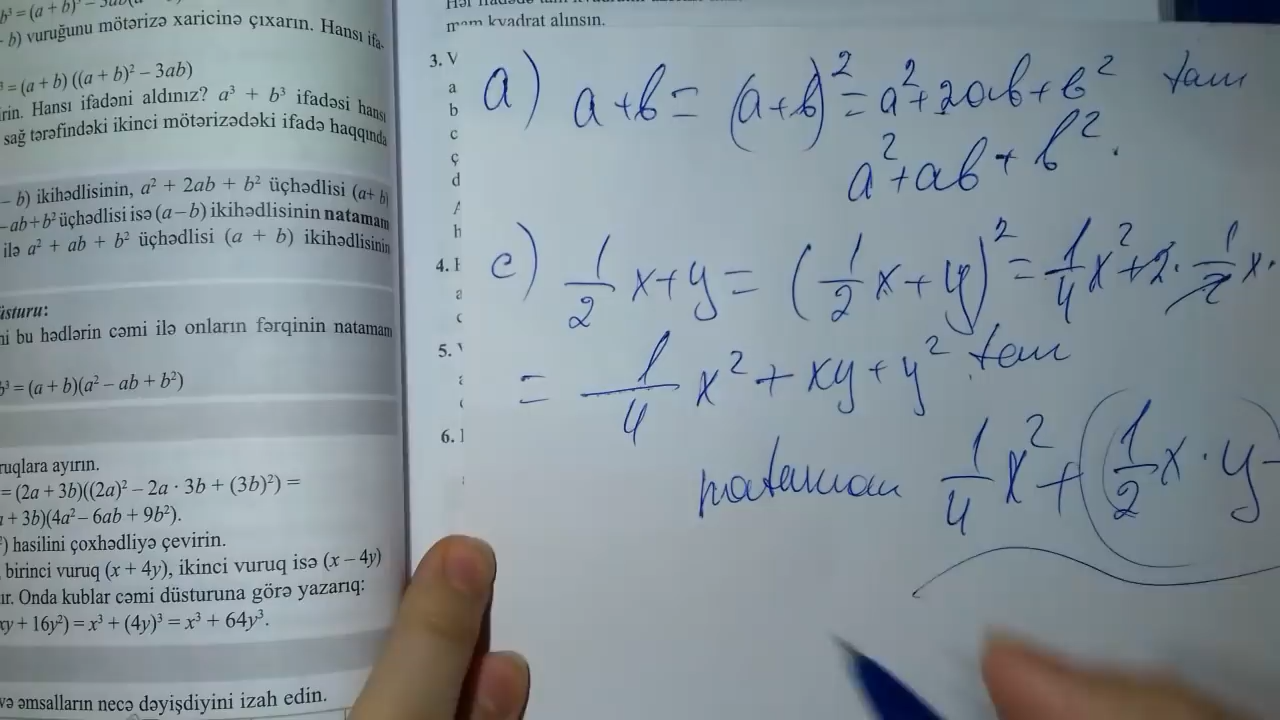 b³ = (a + b)³ – 3ab(
– b) vuruğunu mötərizə xaricinə çıxarın. Hansı ifa-
³ = (a + b) ((a + b)² – 3ab)
rin. Hansı ifadəni aldınız? a³ + b³ ifadəsi hansı
sağ tərəfindəki ikinci mötərizədəki ifadə haqqında
– b) ikihədlisinin, a² + 2ab + b² üçhədlisi (a+ b)
–ab+b² üçhədlisi isə (a–b) ikihədlisinin natamam
ilə a² + ab + b² üçhədlisi (a + b) ikihədlisinin
üsturu:
ni bu hədlərin cəmi ilə onların fərqinin natamam
b³ = (a + b)(a² – ab + b²)
ruqlara ayırın.
= (2a + 3b)((2a)² – 2a · 3b + (3b)²) =
a + 3b)(4a² – 6ab + 9b²).
²) hasilini çoxhədliyə çevirin.
birinci vuruq (x + 4y), ikinci vuruq isə (x – 4y)
ır. Onda kublar cəmi düsturuna görə yazarıq:
xy + 16y²) = x³ + (4y)³ = x³ + 64y³.
və əmsalların necə dəyişdiyini izah edin.
mam kvadrat alınsın.
3. V
a
b
c
ç
d
h
4. F
a
c
5. V
6. İ
a) a+b = (a+b)² = a²+2ab+b² tam
a²+ab+b².
c) 1/2 x+y = (1/2 x+y)² = 1/4 x²+2·1/2 x·
= 1/4 x²+xy+y² tam
natamam 1/4 x²+(1/2 x·y